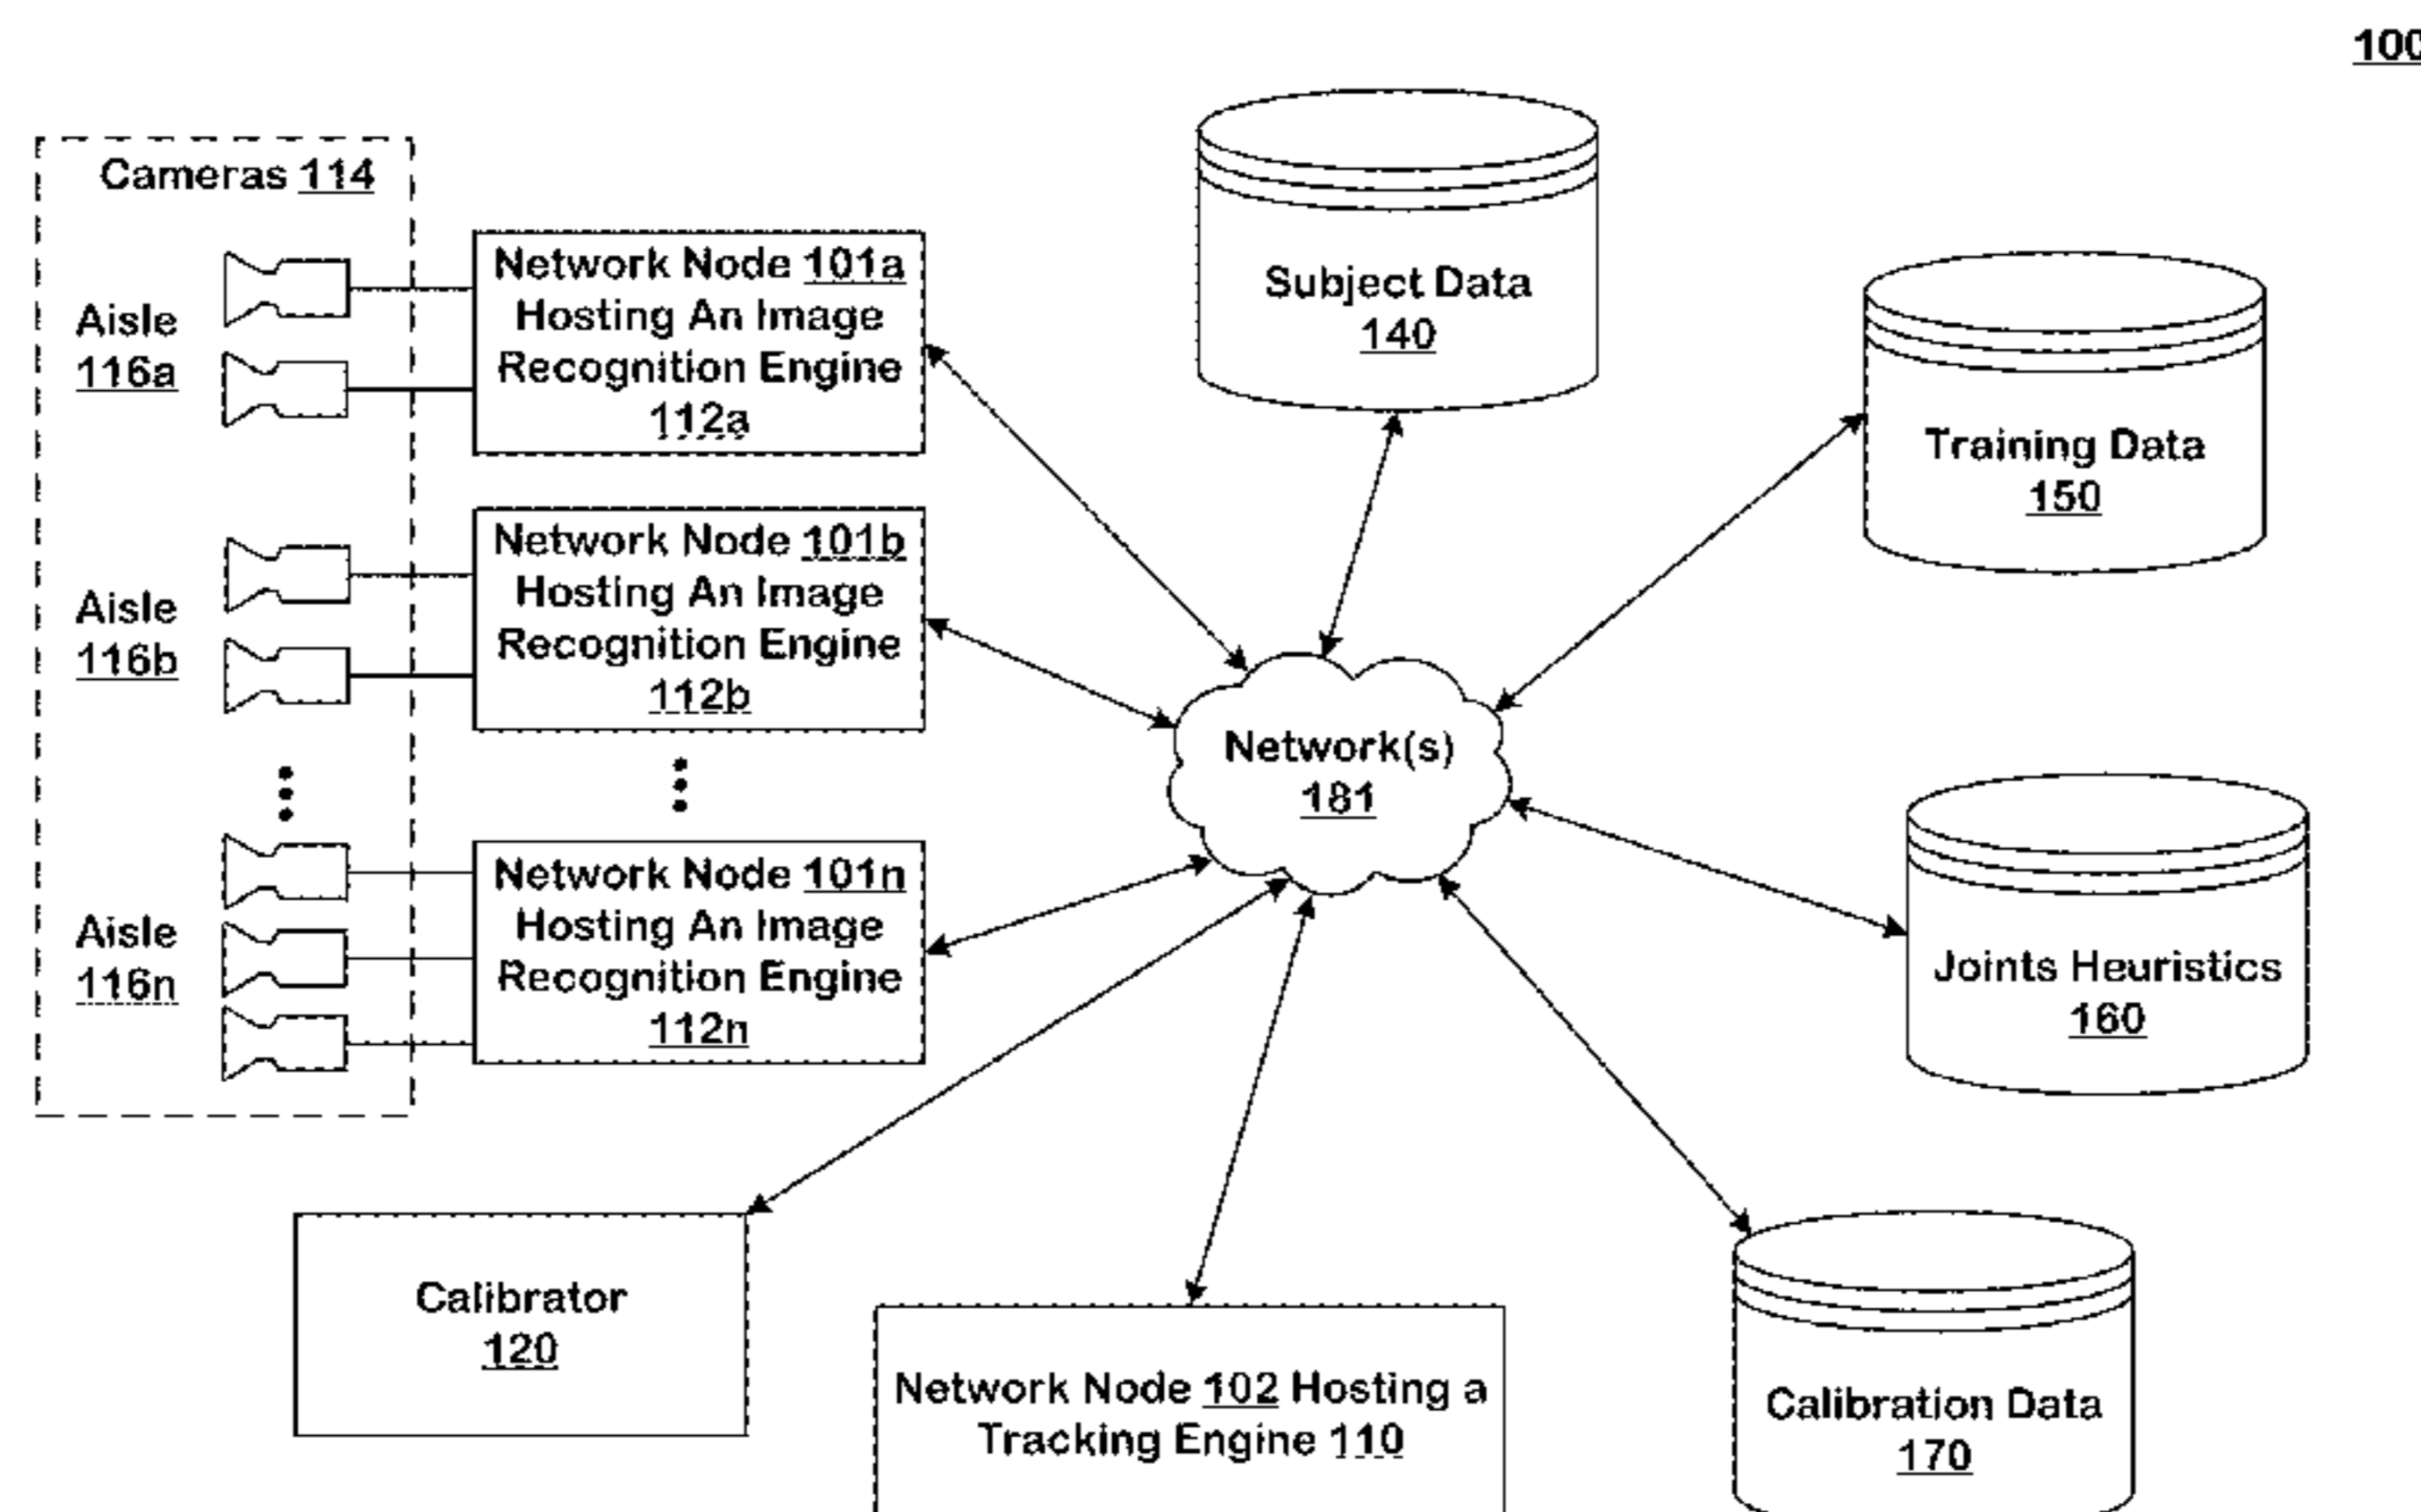 100
Cameras 114
Aisle
116a
Network Node 101a
Hosting An Image
Recognition Engine
112a
Aisle
116b
Network Node 101b
Hosting An Image
Recognition Engine
112b
Aisle
116n
Network Node 101n
Hosting An Image
Recognition Engine
112n
Subject Data
140
Training Data
150
Network(s)
181
Joints Heuristics
160
Calibrator
120
Network Node 102 Hosting a
Tracking Engine 110
Calibration Data
170